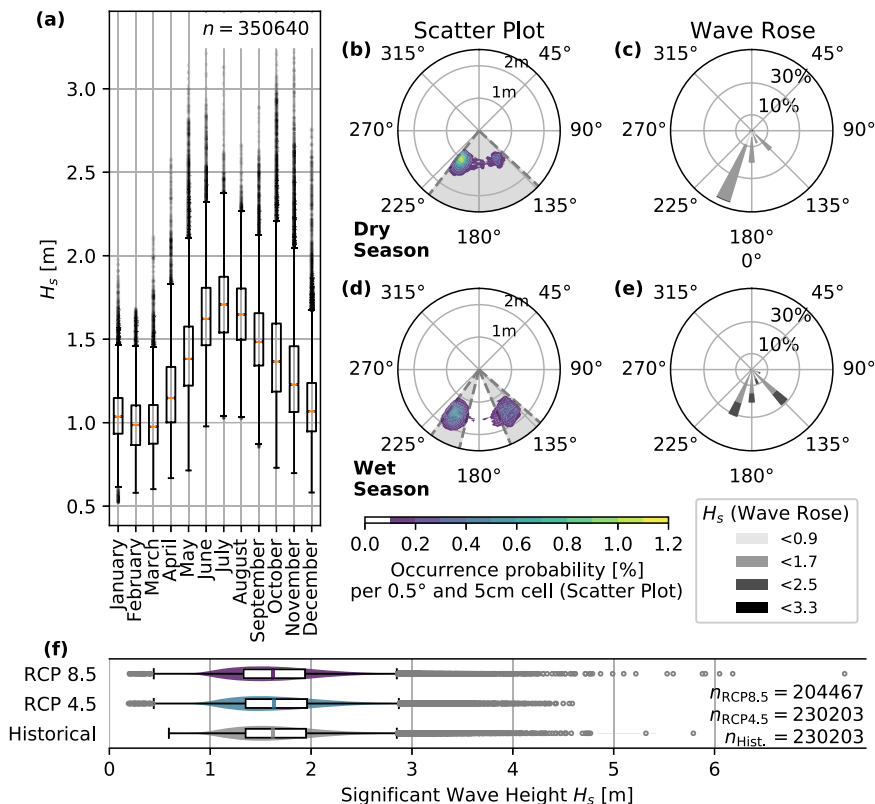 (a)
n = 350640
3.0
2.5
2.0
1.5
1.0
0.5
Hs [m]
January
February
March
April
May
June
July
August
September
October
November
December
Scatter Plot
Wave Rose
(b)
315°
45°
2m
1m
270°
90°
225°
135°
180°
Dry
Season
(c)
315°
45°
30%
10%
270°
90°
225°
135°
180°
0°
(d)
315°
45°
2m
1m
270°
90°
225°
135°
180°
Wet
Season
(e)
315°
45°
30%
10%
270°
90°
225°
135°
180°
0.0 0.2 0.4 0.6 0.8 1.0 1.2
Occurrence probability [%]
per 0.5° and 5cm cell (Scatter Plot)
Hs (Wave Rose)
<0.9
<1.7
<2.5
<3.3
(f)
RCP 8.5
RCP 4.5
Historical
nRCP8.5 = 204467
nRCP4.5 = 230203
nHist. = 230203
0 1 2 3 4 5 6
Significant Wave Height Hs [m]